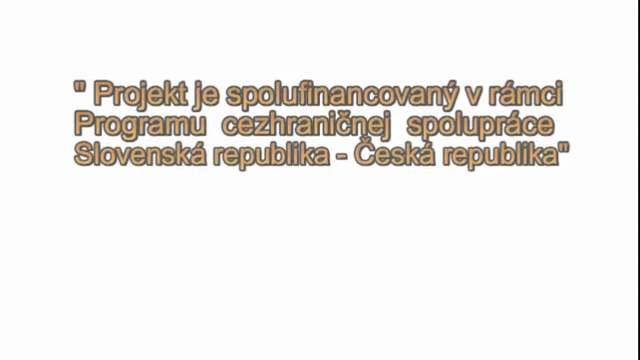 " Projekt je spolufinancovaný v rámci
Programu cezhraničnej spolupráce
Slovenská republika - Česká republika"